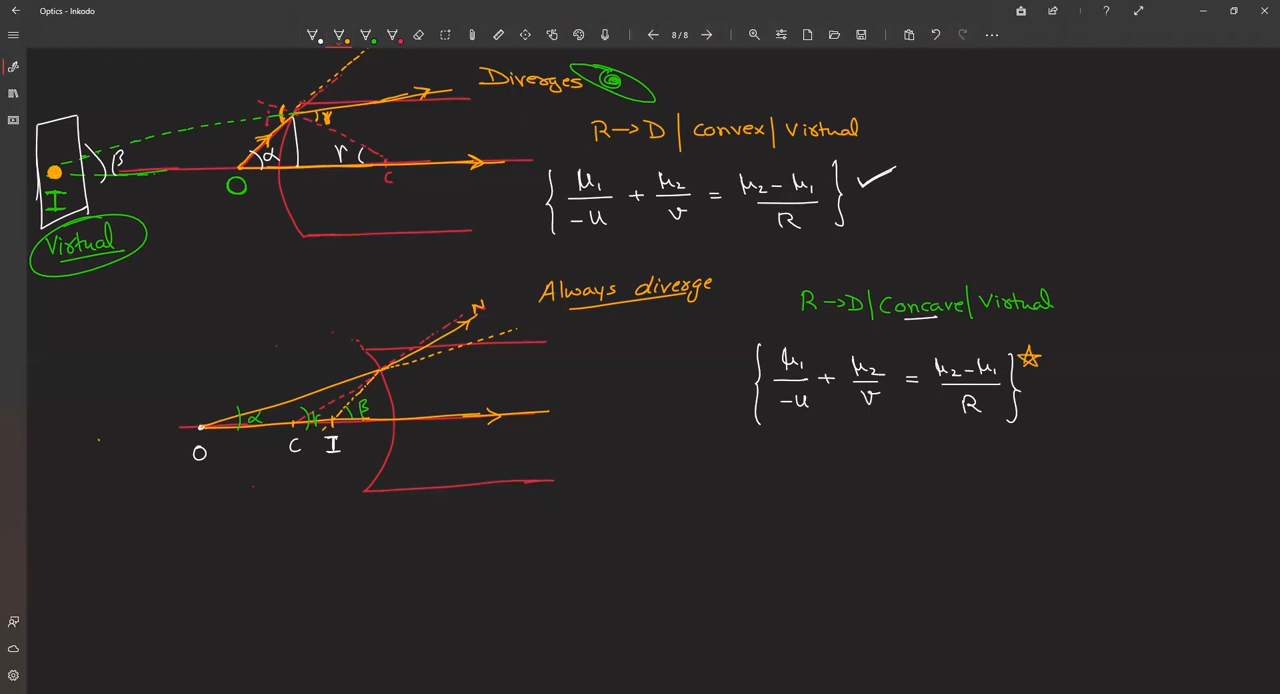 Optics - Inkodo
8/8
Diverges
R→D | Convex | Virtual
{ μ1/-u + μ2/v = μ2-μ1/R } ✓
α
β
r
r
O
C
I
Virtual
Always diverge
R→D | Concave | Virtual
{ μ1/-u + μ2/v = μ2-μ1/R } ☆
N
α
r
β
O
C
I